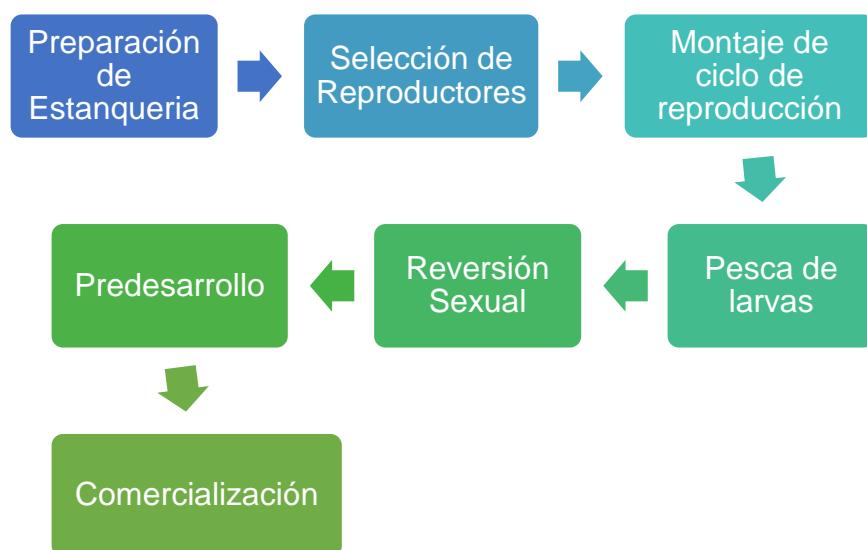 Preparación
de
Estanqueria
Selección de
Reproductores
Montaje de
ciclo de
reproducción
Pesca de
larvas
Reversión
Sexual
Predesarrollo
Comercialización